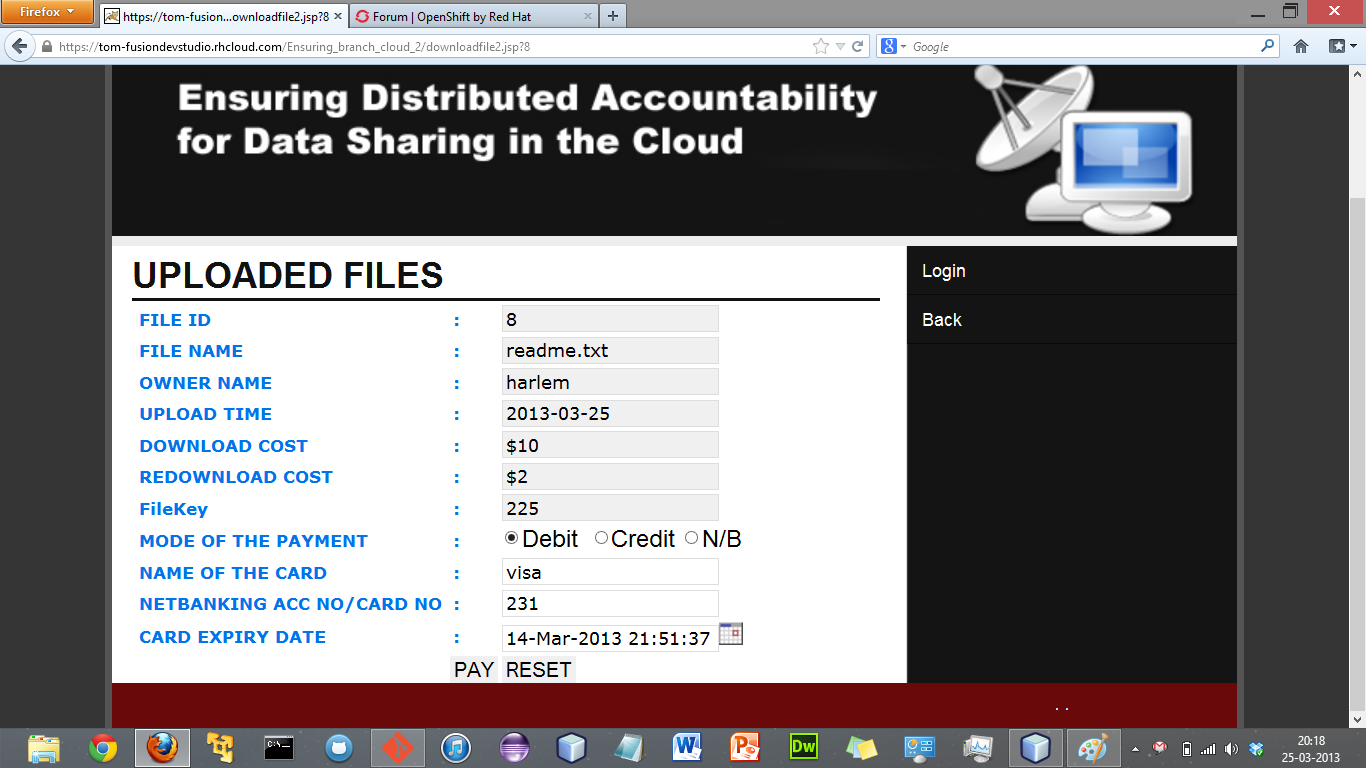 Firefox
https://tom-fusion...ownloadfile2.jsp?8
Forum | OpenShift by Red Hat
https://tom-fusiondevstudio.rhcloud.com/Ensuring_branch_cloud_2/downloadfile2.jsp?8
Google
Ensuring Distributed Accountability
for Data Sharing in the Cloud
UPLOADED FILES
Login
Back
FILE ID : 8
FILE NAME : readme.txt
OWNER NAME : harlem
UPLOAD TIME : 2013-03-25
DOWNLOAD COST : $10
REDOWNLOAD COST : $2
FileKey : 225
MODE OF THE PAYMENT : Debit Credit N/B
NAME OF THE CARD : visa
NETBANKING ACC NO/CARD NO : 231
CARD EXPIRY DATE : 14-Mar-2013 21:51:37
PAY RESET
. .
20:18
25-03-2013